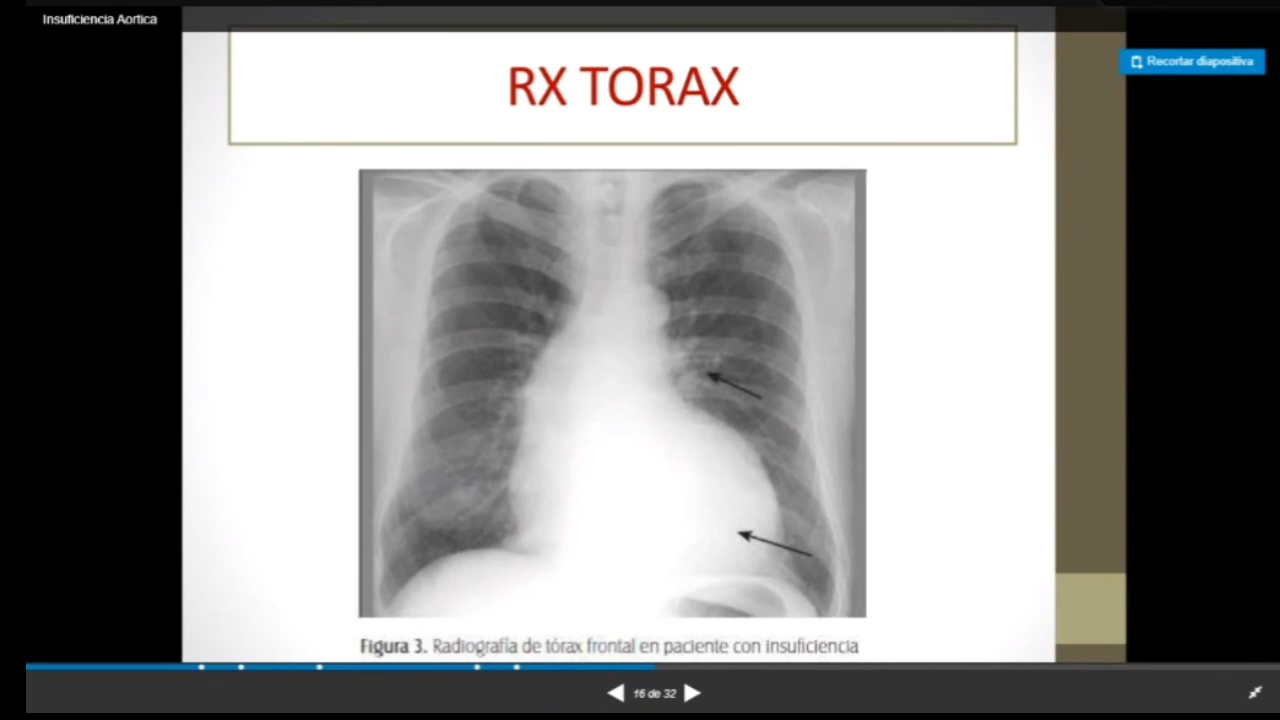 Insuficiencia Aortica
Recortar diapositiva
RX TORAX
Figura 3. Radiografía de tórax frontal en paciente con insuficiencia
16 de 32